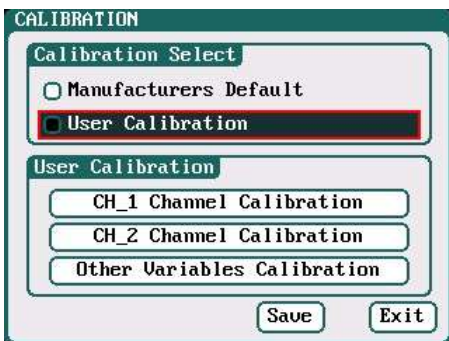 CALIBRATION
Calibration Select
Manufacturers Default
User Calibration
User Calibration
CH_1 Channel Calibration
CH_2 Channel Calibration
Other Variables Calibration
Save Exit